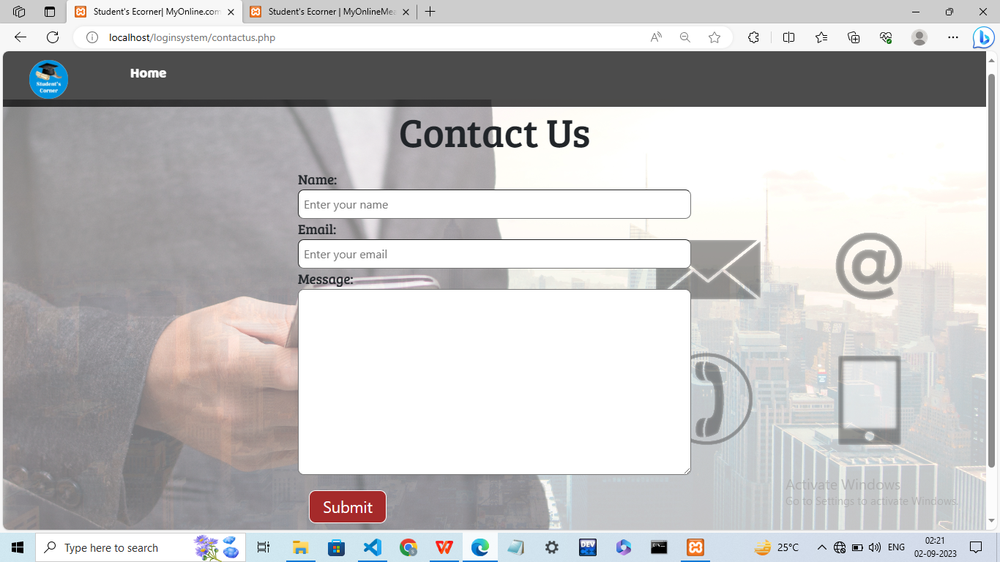 Student's Ecorner| MyOnline.com
Student's Ecorner | MyOnlineMea
localhost/loginsystem/contactus.php
Student's
Corner
Home
Contact Us
Name:
Enter your name
Email:
Enter your email
Message:
Submit
Activate Windows
Go to Settings to activate Windows.
Type here to search
DEV
25°C
ENG
02:21
02-09-2023